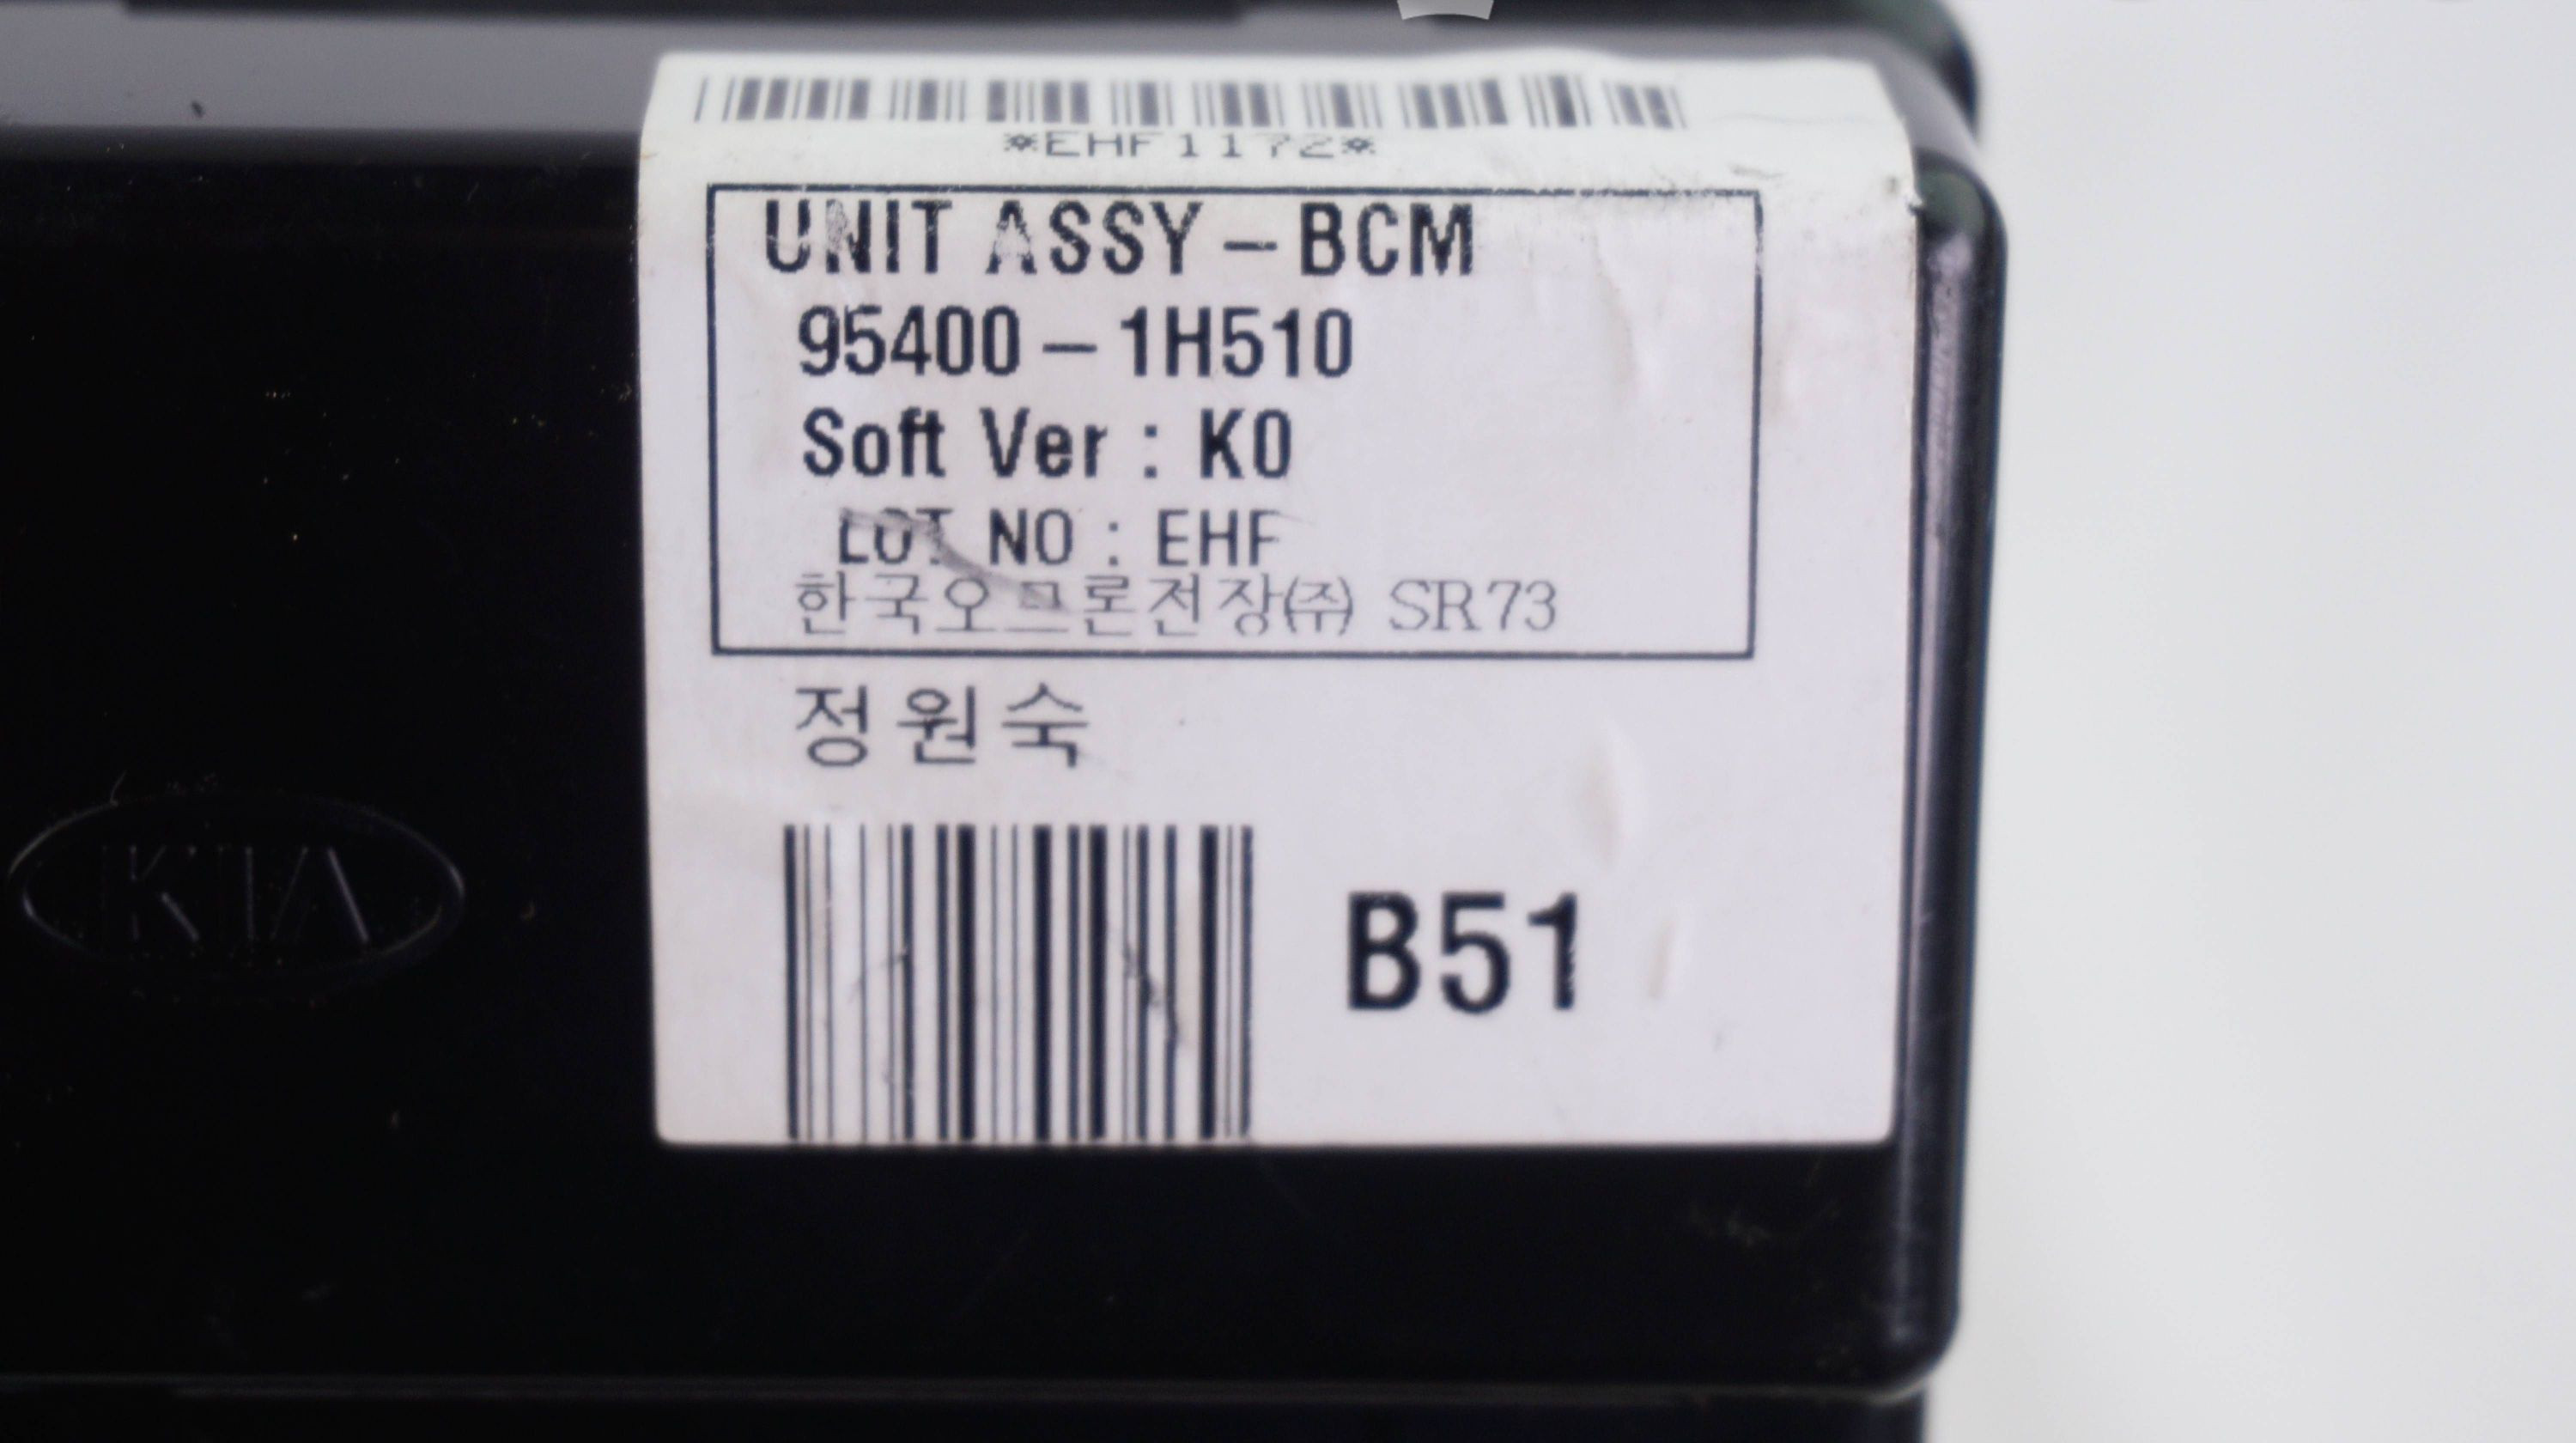 *EHF1172*
UNIT ASSY – BCM
95400 – 1H510
Soft Ver : K0
LOT NO : EHF
한국오므론전장㈜ SR73
정원숙
KIA
B51